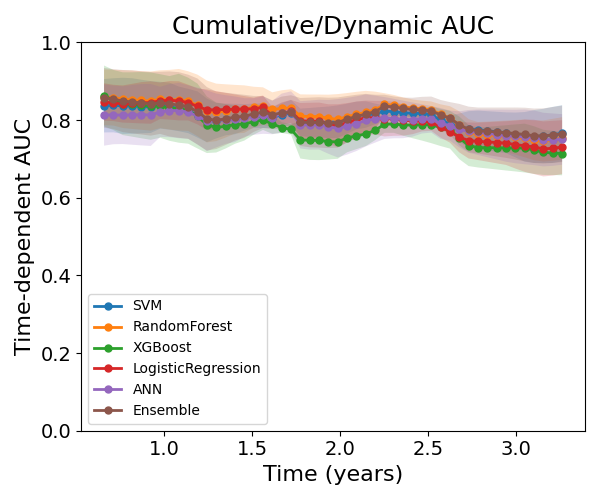 Cumulative/Dynamic AUC
1.0
0.8
0.6
0.4
0.2
0.0
Time-dependent AUC
SVM
RandomForest
XGBoost
LogisticRegression
ANN
Ensemble
1.0 1.5 2.0 2.5 3.0
Time (years)